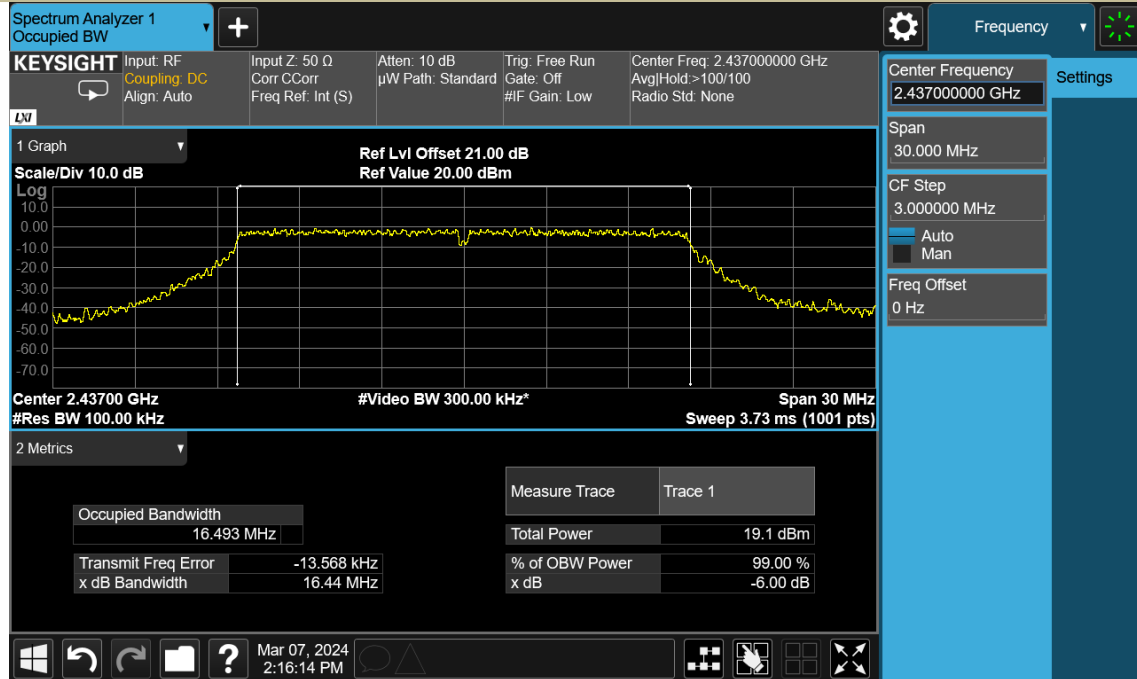 Spectrum Analyzer 1
Occupied BW
+
Frequency
KEYSIGHT
Input: RF
Coupling: DC
Align: Auto
Input Z: 50 Ω
Corr CCorr
Freq Ref: Int (S)
Atten: 10 dB
µW Path: Standard
Trig: Free Run
Gate: Off
#IF Gain: Low
Center Freq: 2.437000000 GHz
Avg|Hold:>100/100
Radio Std: None
LXI
Center Frequency
2.437000000 GHz
Settings
Span
30.000 MHz
CF Step
3.000000 MHz
Auto
Man
Freq Offset
0 Hz
1 Graph
Scale/Div 10.0 dB
Ref Lvl Offset 21.00 dB
Ref Value 20.00 dBm
Log
10.0
0.00
-10.0
-20.0
-30.0
-40.0
-50.0
-60.0
-70.0
Center 2.43700 GHz
#Video BW 300.00 kHz*
Span 30 MHz
#Res BW 100.00 kHz
Sweep 3.73 ms (1001 pts)
2 Metrics
Measure Trace Trace 1
Occupied Bandwidth
16.493 MHz
Total Power 19.1 dBm
Transmit Freq Error -13.568 kHz
% of OBW Power 99.00 %
x dB Bandwidth 16.44 MHz
x dB -6.00 dB
?
Mar 07, 2024
2:16:14 PM